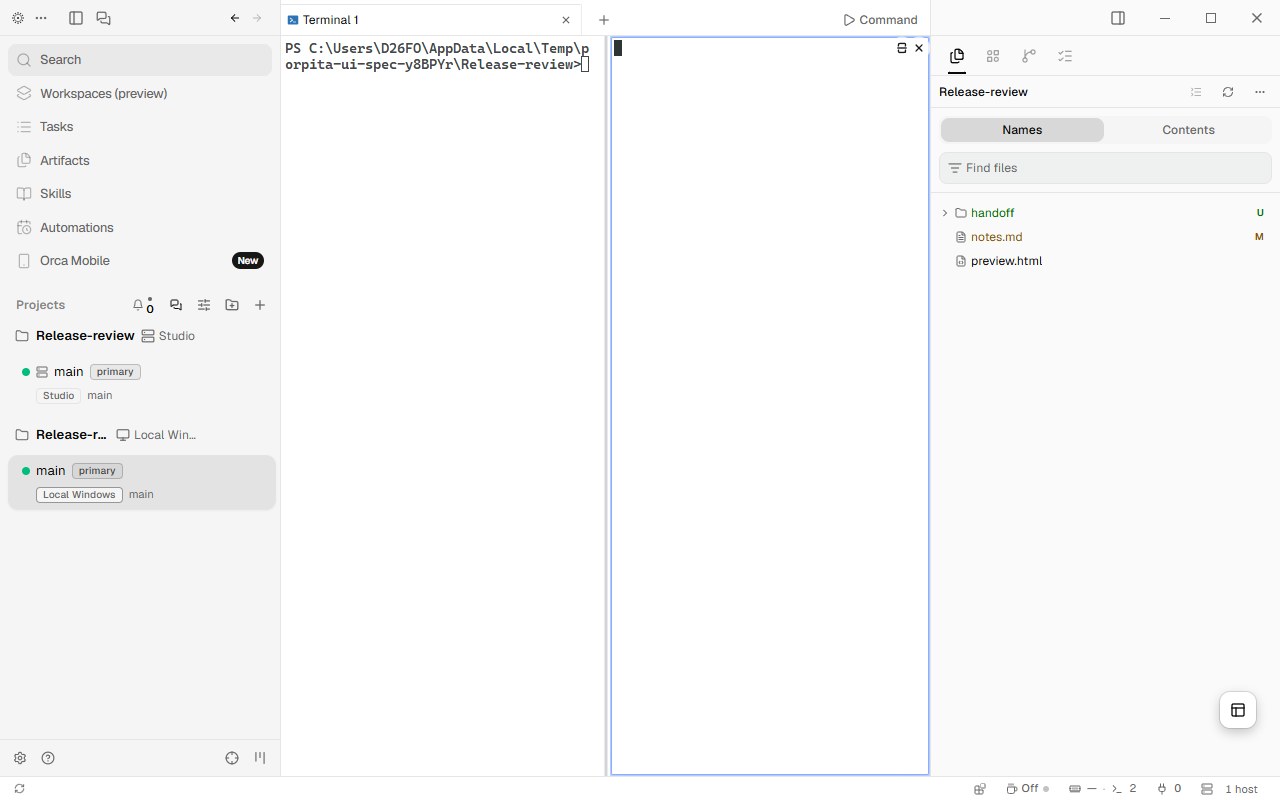 Terminal 1
Command
Search
Workspaces (preview)
Tasks
Artifacts
Skills
Automations
Orca Mobile
New
Projects
0
Release-review
Studio
main
primary
Studio
main
Release-r...
Local Win...
main
primary
Local Windows
main
PS C:\Users\D26FO\AppData\Local\Temp\p
orpita-ui-spec-y8BPYr\Release-review>
Release-review
Names
Contents
Find files
handoff
U
notes.md
M
preview.html
Off
2
0
1 host